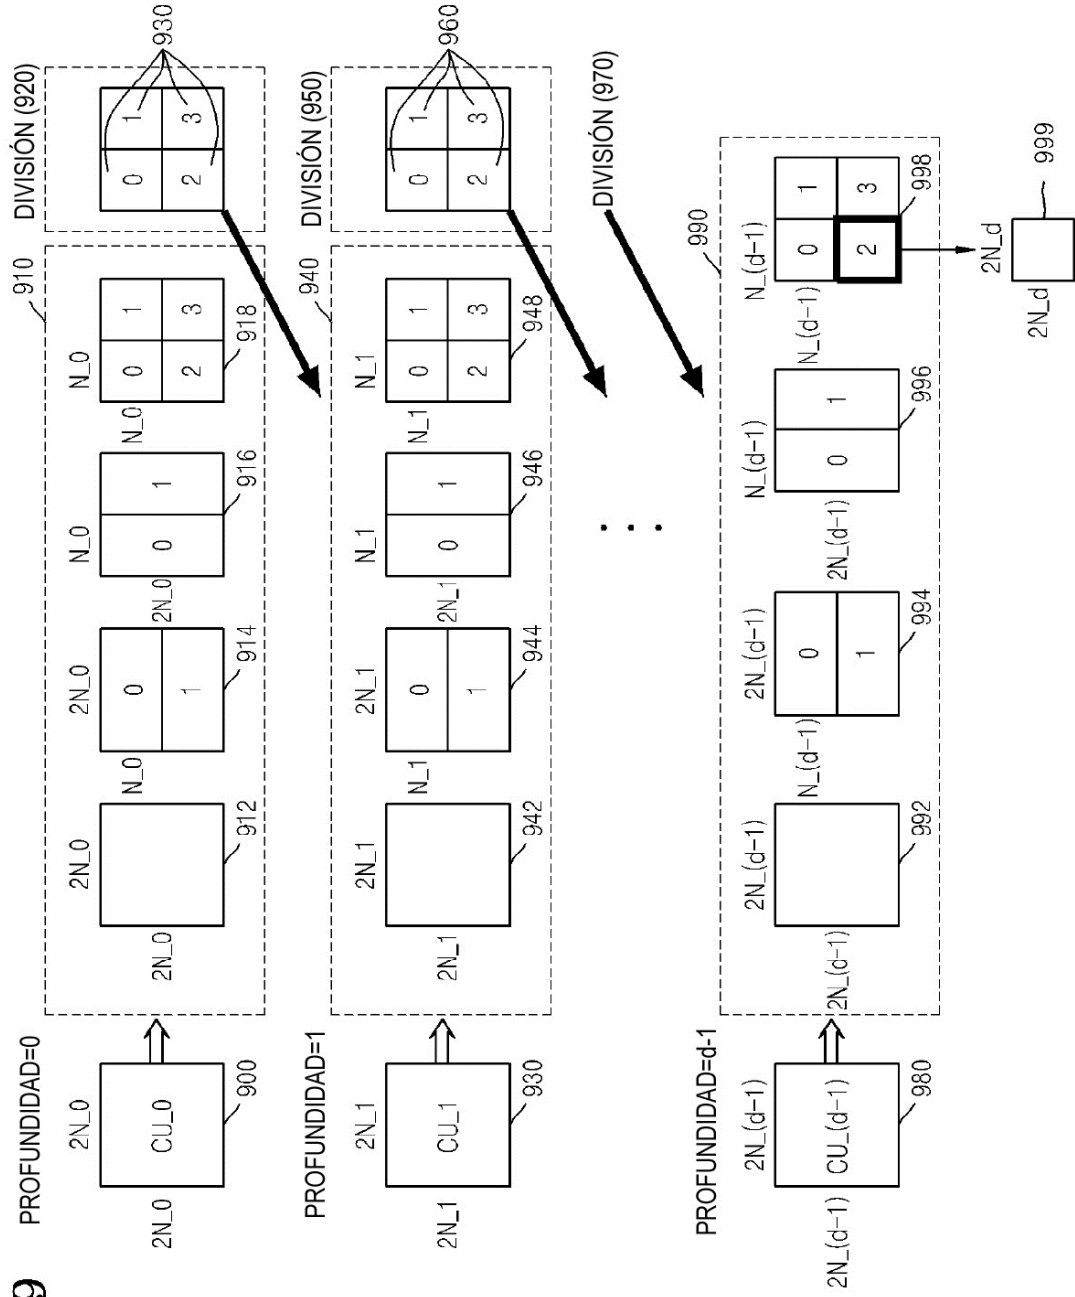 PROFUNDIDAD=0
910
DIVISIÓN (920)
930
2N_0
2N_0
2N_0
N_0
N_0
2N_0
CU_0
900
2N_0
912
N_0
0
1
914
2N_0
0
1
916
N_0
0
1
2
3
918
0
1
2
3
PROFUNDIDAD=1
940
DIVISIÓN (950)
960
2N_1
2N_1
2N_1
N_1
N_1
2N_1
CU_1
930
2N_1
942
N_1
0
1
944
2N_1
0
1
946
N_1
0
1
2
3
948
0
1
2
3
. . .
DIVISIÓN (970)
PROFUNDIDAD=d-1
990
2N_(d-1)
2N_(d-1)
2N_(d-1)
N_(d-1)
N_(d-1)
2N_(d-1)
CU_(d-1)
980
2N_(d-1)
992
N_(d-1)
0
1
994
2N_(d-1)
0
1
996
N_(d-1)
0
1
2
3
998
2N_d
2N_d
999